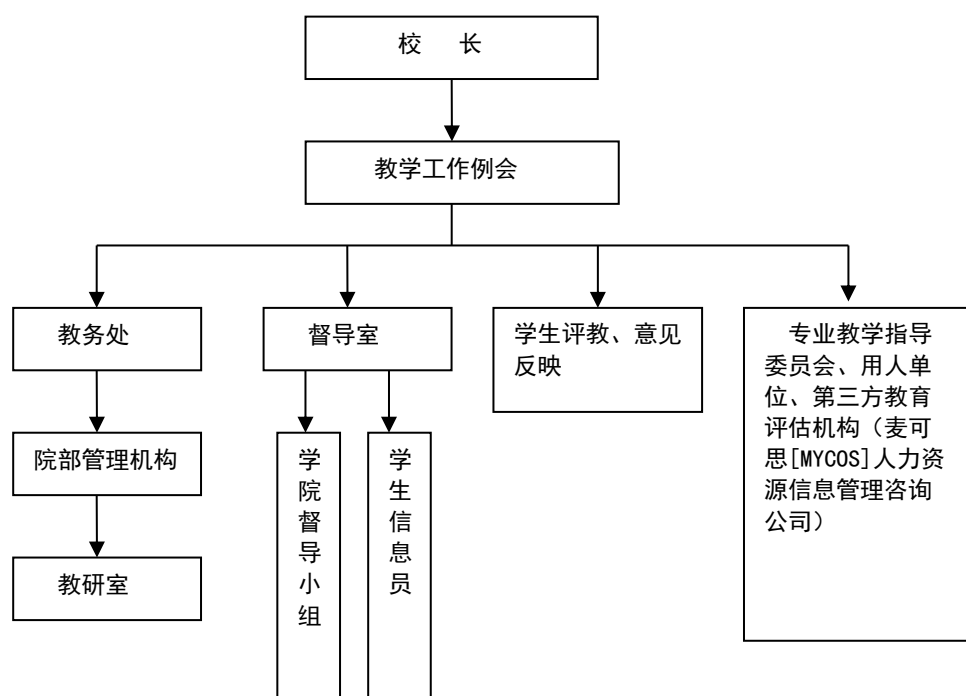 校 长
教学工作例会
教务处
督导室
学生评教、意见
反映
专业教学指导
委员会、用人单
位、第三方教育
评估机构（麦可
思[MYCOS]人力资
源信息管理咨询
公司）
院部管理机构
学院督导小组
学生信息员
教研室